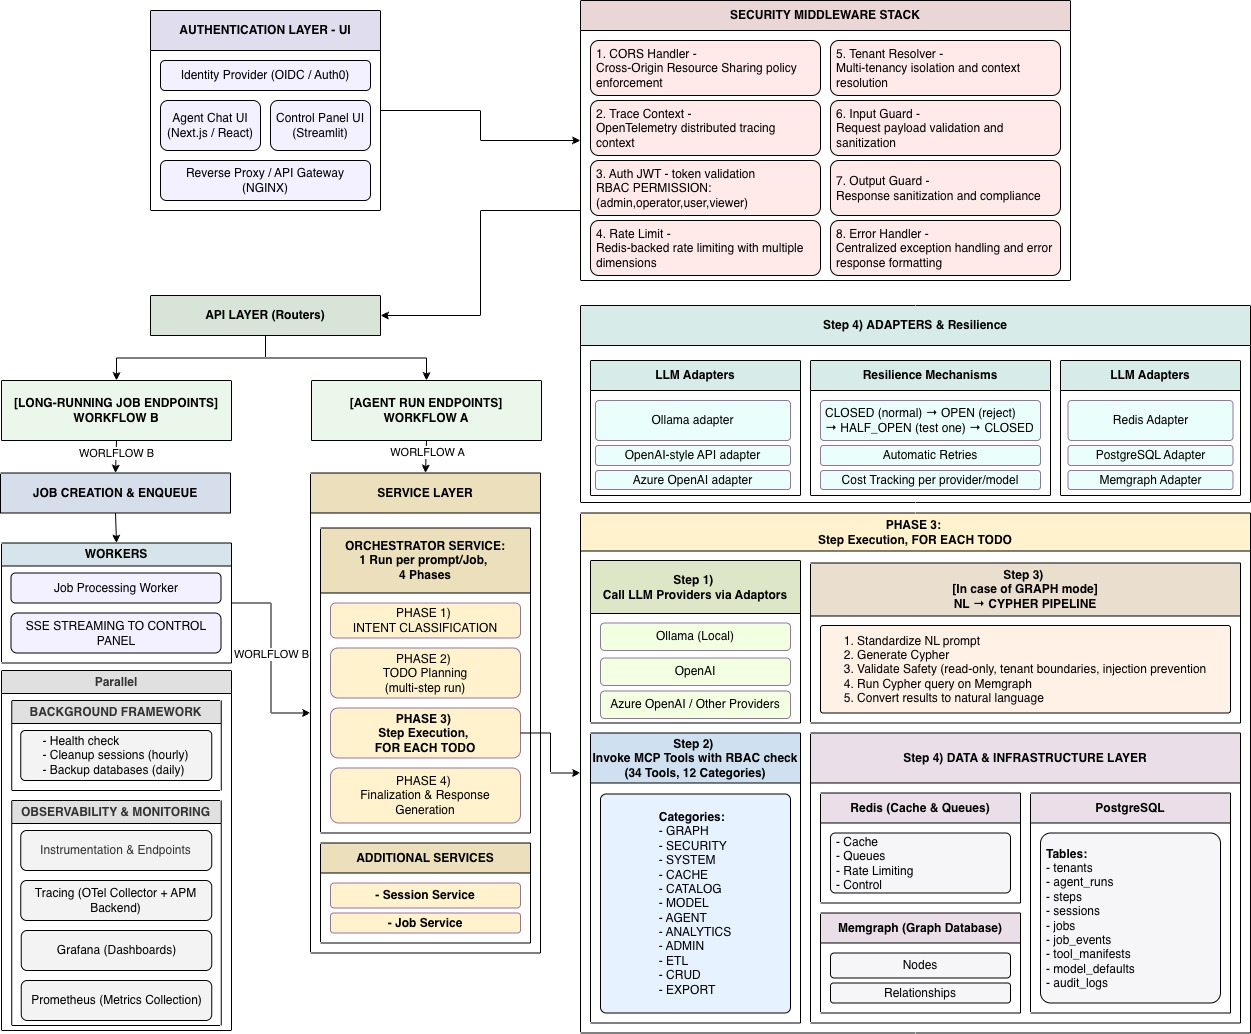 AUTHENTICATION LAYER - UI
Identity Provider (OIDC / Auth0)
Agent Chat UI
(Next.js / React)
Control Panel UI
(Streamlit)
Reverse Proxy / API Gateway
(NGINX)
SECURITY MIDDLEWARE STACK
1. CORS Handler -
Cross-Origin Resource Sharing policy
enforcement
2. Trace Context -
OpenTelemetry distributed tracing
context
3. Auth JWT - token validation
RBAC PERMISSION:
(admin,operator,user,viewer)
4. Rate Limit -
Redis-backed rate limiting with multiple
dimensions
5. Tenant Resolver -
Multi-tenancy isolation and context
resolution
6. Input Guard -
Request payload validation and
sanitization
7. Output Guard -
Response sanitization and compliance
8. Error Handler -
Centralized exception handling and error
response formatting
API LAYER (Routers)
[LONG-RUNNING JOB ENDPOINTS]
WORKFLOW B
[AGENT RUN ENDPOINTS]
WORKFLOW A
WORLFLOW B
WORLFLOW A
JOB CREATION & ENQUEUE
WORKERS
Job Processing Worker
SSE STREAMING TO CONTROL
PANEL
WORLFLOW B
Parallel
BACKGROUND FRAMEWORK
- Health check
- Cleanup sessions (hourly)
- Backup databases (daily)
OBSERVABILITY & MONITORING
Instrumentation & Endpoints
Tracing (OTel Collector + APM
Backend)
Grafana (Dashboards)
Prometheus (Metrics Collection)
SERVICE LAYER
ORCHESTRATOR SERVICE:
1 Run per prompt/Job,
4 Phases
PHASE 1)
INTENT CLASSIFICATION
PHASE 2)
TODO Planning
(multi-step run)
PHASE 3)
Step Execution,
FOR EACH TODO
PHASE 4)
Finalization & Response
Generation
ADDITIONAL SERVICES
- Session Service
- Job Service
Step 4) ADAPTERS & Resilience
LLM Adapters
Ollama adapter
OpenAI-style API adapter
Azure OpenAI adapter
Resilience Mechanisms
CLOSED (normal) → OPEN (reject)
→ HALF_OPEN (test one) → CLOSED
Automatic Retries
Cost Tracking per provider/model
LLM Adapters
Redis Adapter
PostgreSQL Adapter
Memgraph Adapter
PHASE 3:
Step Execution, FOR EACH TODO
Step 1)
Call LLM Providers via Adaptors
Ollama (Local)
OpenAI
Azure OpenAI / Other Providers
Step 3)
[In case of GRAPH mode]
NL → CYPHER PIPELINE
1. Standardize NL prompt
2. Generate Cypher
3. Validate Safety (read-only, tenant boundaries, injection prevention
4. Run Cypher query on Memgraph
5. Convert results to natural language
Step 2)
Invoke MCP Tools with RBAC check
(34 Tools, 12 Categories)
Categories:
- GRAPH
- SECURITY
- SYSTEM
- CACHE
- CATALOG
- MODEL
- AGENT
- ANALYTICS
- ADMIN
- ETL
- CRUD
- EXPORT
Step 4) DATA & INFRASTRUCTURE LAYER
Redis (Cache & Queues)
- Cache
- Queues
- Rate Limiting
- Control
Memgraph (Graph Database)
Nodes
Relationships
PostgreSQL
Tables:
- tenants
- agent_runs
- steps
- sessions
- jobs
- job_events
- tool_manifests
- model_defaults
- audit_logs